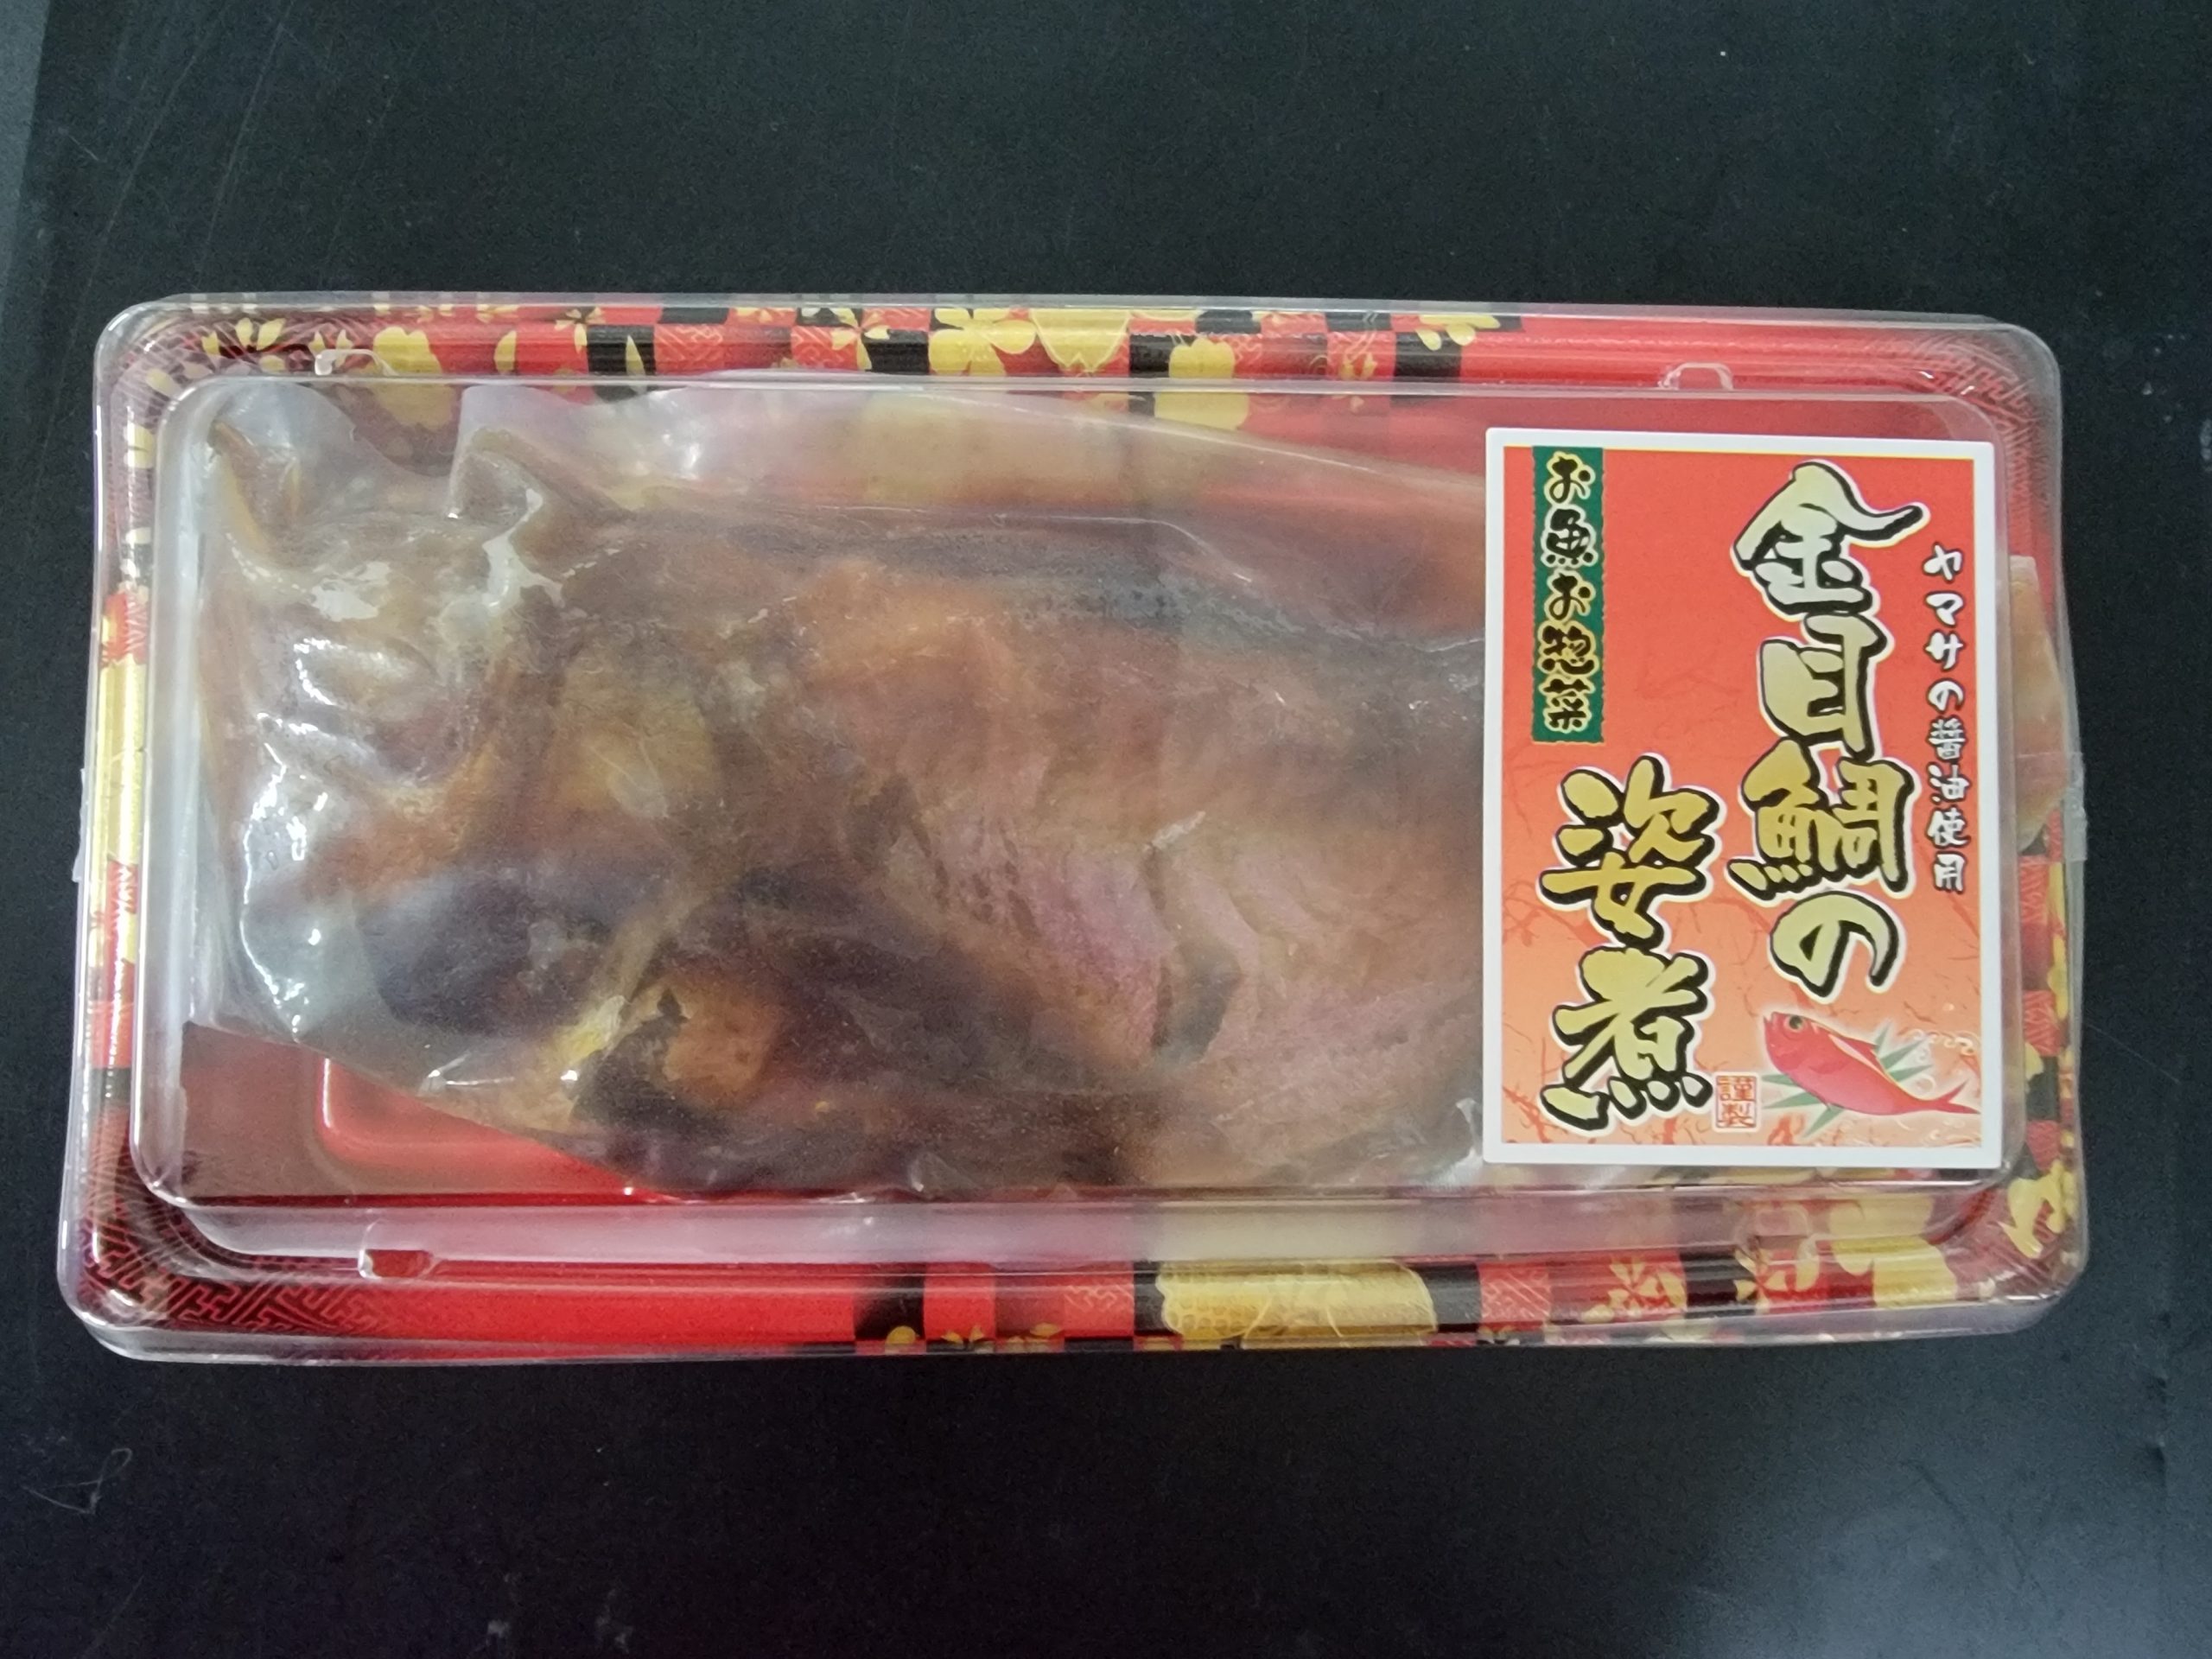 ヤマサの醤油使用
金目鯛の
姿煮
謹製
お魚お惣菜